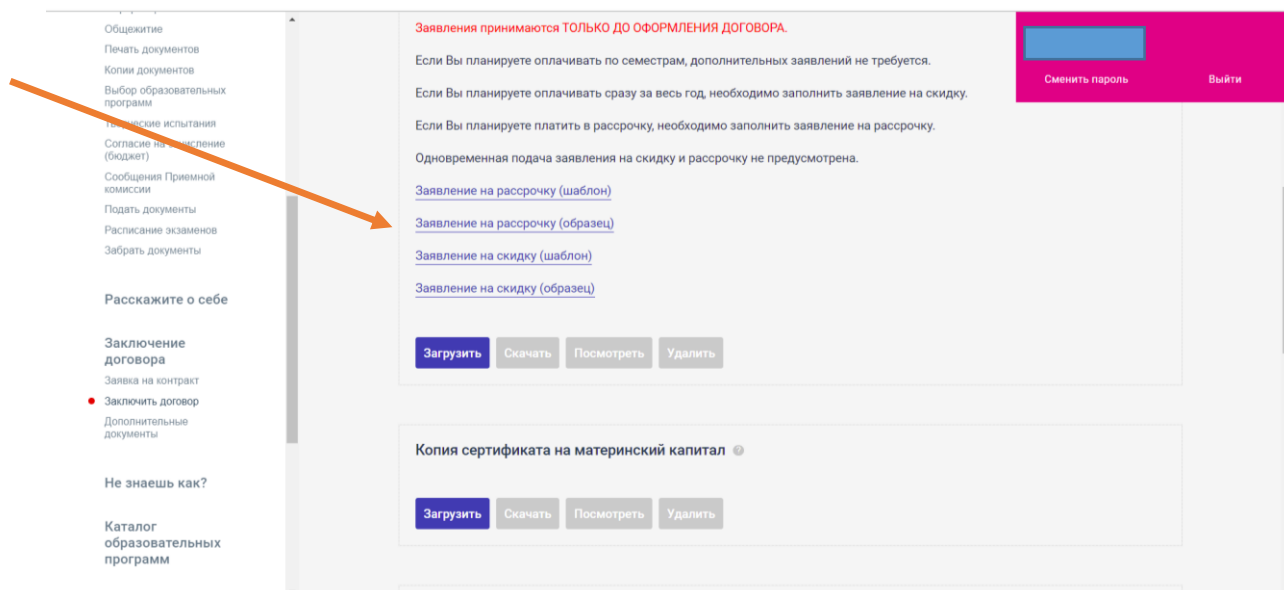 Общежитие
Печать документов
Копии документов
Выбор образовательных
программ
Творческие испытания
Согласие на зачисление
(бюджет)
Сообщения Приемной
комиссии
Подать документы
Расписание экзаменов
Забрать документы
Расскажите о себе
Заключение
договора
Заявка на контракт
Заключить договор
Дополнительные
документы
Не знаешь как?
Каталог
образовательных
программ
Заявления принимаются ТОЛЬКО ДО ОФОРМЛЕНИЯ ДОГОВОРА.
Если Вы планируете оплачивать по семестрам, дополнительных заявлений не требуется.
Если Вы планируете оплачивать сразу за весь год, необходимо заполнить заявление на скидку.
Если Вы планируете платить в рассрочку, необходимо заполнить заявление на рассрочку.
Одновременная подача заявления на скидку и рассрочку не предусмотрена.
Заявление на рассрочку (шаблон)
Заявление на рассрочку (образец)
Заявление на скидку (шаблон)
Заявление на скидку (образец)
Загрузить Скачать Посмотреть Удалить
Копия сертификата на материнский капитал
Загрузить Скачать Посмотреть Удалить
Сменить пароль Выйти